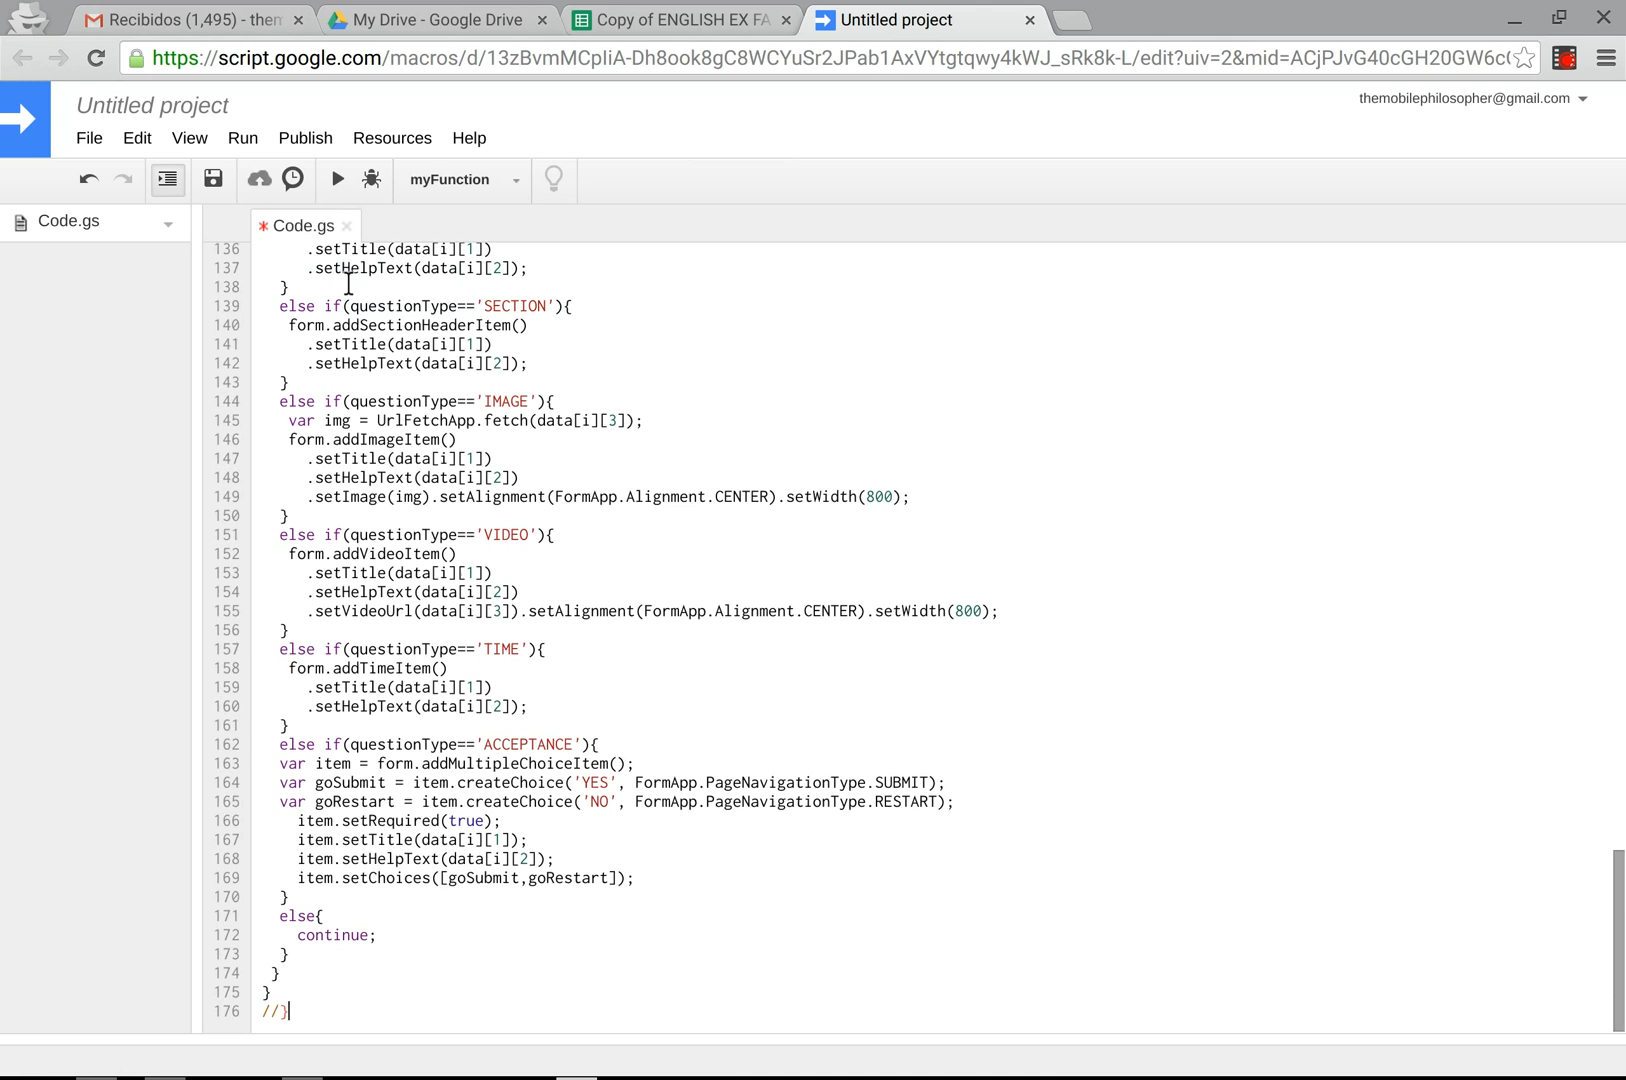 Recibidos (1,495) - them
My Drive - Google Drive
Copy of ENGLISH EX FA
Untitled project
https://script.google.com/macros/d/13zBvmMCpIiA-Dh8ook8gC8WCYuSr2JPab1AxVYtgtqwy4kWJ_sRk8k-L/edit?uiv=2&mid=ACjPJvG40cGH20GW6c
Untitled project
themobilephilosopher@gmail.com
File Edit View Run Publish Resources Help
myFunction
Code.gs
* Code.gs
136 .setTitle(data[i][1])
137 .setHelpText(data[i][2]);
138 }
139 else if(questionType=='SECTION'){
140 form.addSectionHeaderItem()
141 .setTitle(data[i][1])
142 .setHelpText(data[i][2]);
143 }
144 else if(questionType=='IMAGE'){
145 var img = UrlFetchApp.fetch(data[i][3]);
146 form.addImageItem()
147 .setTitle(data[i][1])
148 .setHelpText(data[i][2])
149 .setImage(img).setAlignment(FormApp.Alignment.CENTER).setWidth(800);
150 }
151 else if(questionType=='VIDEO'){
152 form.addVideoItem()
153 .setTitle(data[i][1])
154 .setHelpText(data[i][2])
155 .setVideoUrl(data[i][3]).setAlignment(FormApp.Alignment.CENTER).setWidth(800);
156 }
157 else if(questionType=='TIME'){
158 form.addTimeItem()
159 .setTitle(data[i][1])
160 .setHelpText(data[i][2]);
161 }
162 else if(questionType=='ACCEPTANCE'){
163 var item = form.addMultipleChoiceItem();
164 var goSubmit = item.createChoice('YES', FormApp.PageNavigationType.SUBMIT);
165 var goRestart = item.createChoice('NO', FormApp.PageNavigationType.RESTART);
166 item.setRequired(true);
167 item.setTitle(data[i][1]);
168 item.setHelpText(data[i][2]);
169 item.setChoices([goSubmit,goRestart]);
170 }
171 else{
172 continue;
173 }
174 }
175 }
176 //}